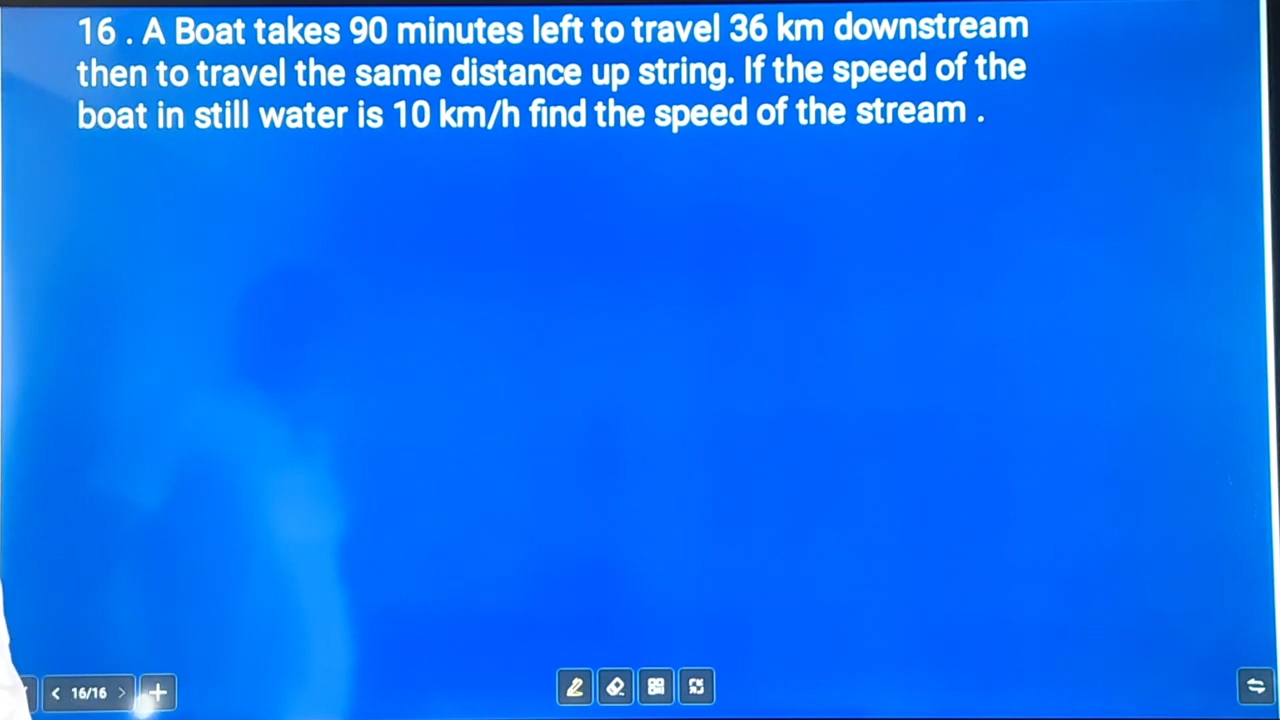 16 . A Boat takes 90 minutes left to travel 36 km downstream
then to travel the same distance up string. If the speed of the
boat in still water is 10 km/h find the speed of the stream .
16/16